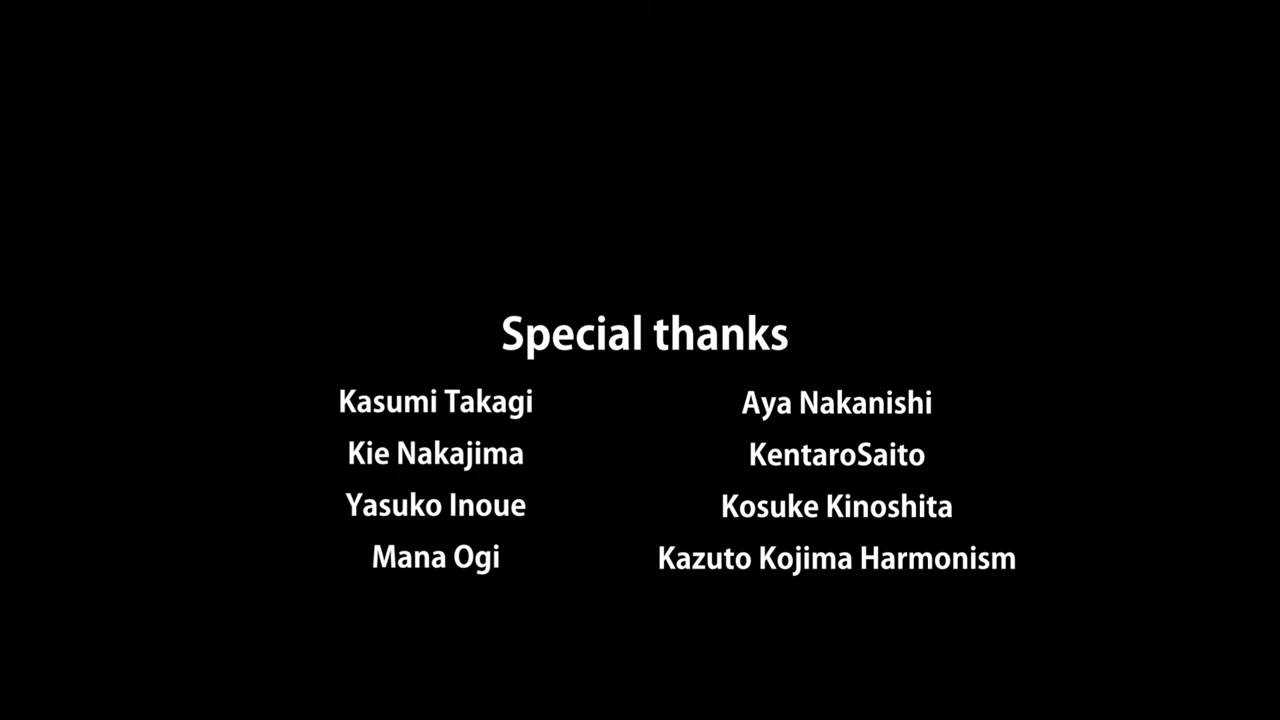 Special thanks
Kasumi Takagi
Aya Nakanishi
Kie Nakajima
KentaroSaito
Yasuko Inoue
Kosuke Kinoshita
Mana Ogi
Kazuto Kojima Harmonism